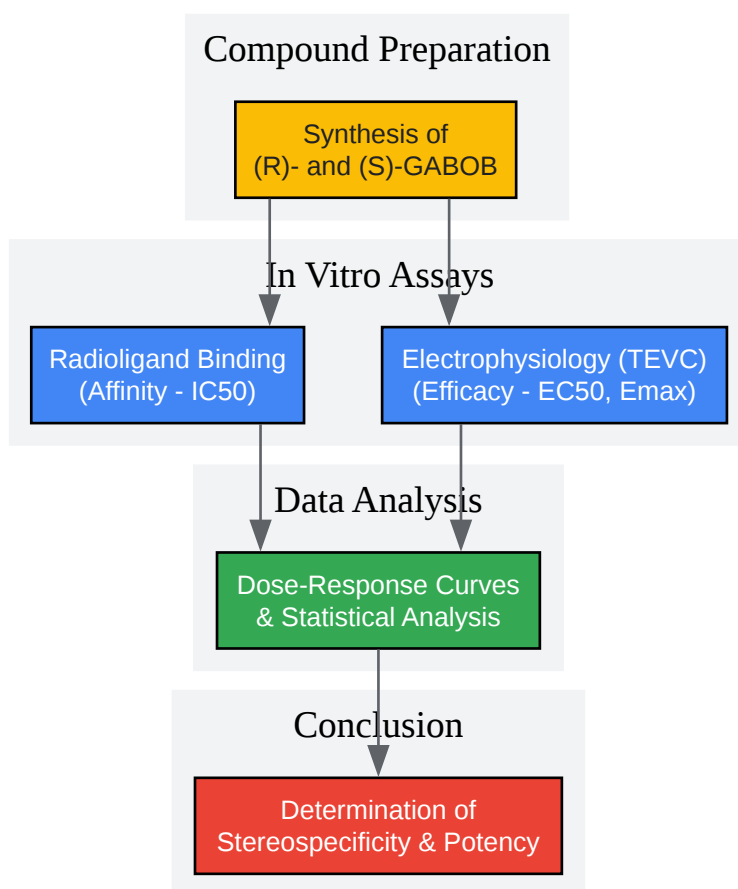 Compound Preparation
Synthesis of
(R)- and (S)-GABOB
In Vitro Assays
Radioligand Binding
(Affinity - IC50)
Electrophysiology (TEVC)
(Efficacy - EC50, Emax)
Data Analysis
Dose-Response Curves
& Statistical Analysis
Conclusion
Determination of
Stereospecificity & Potency